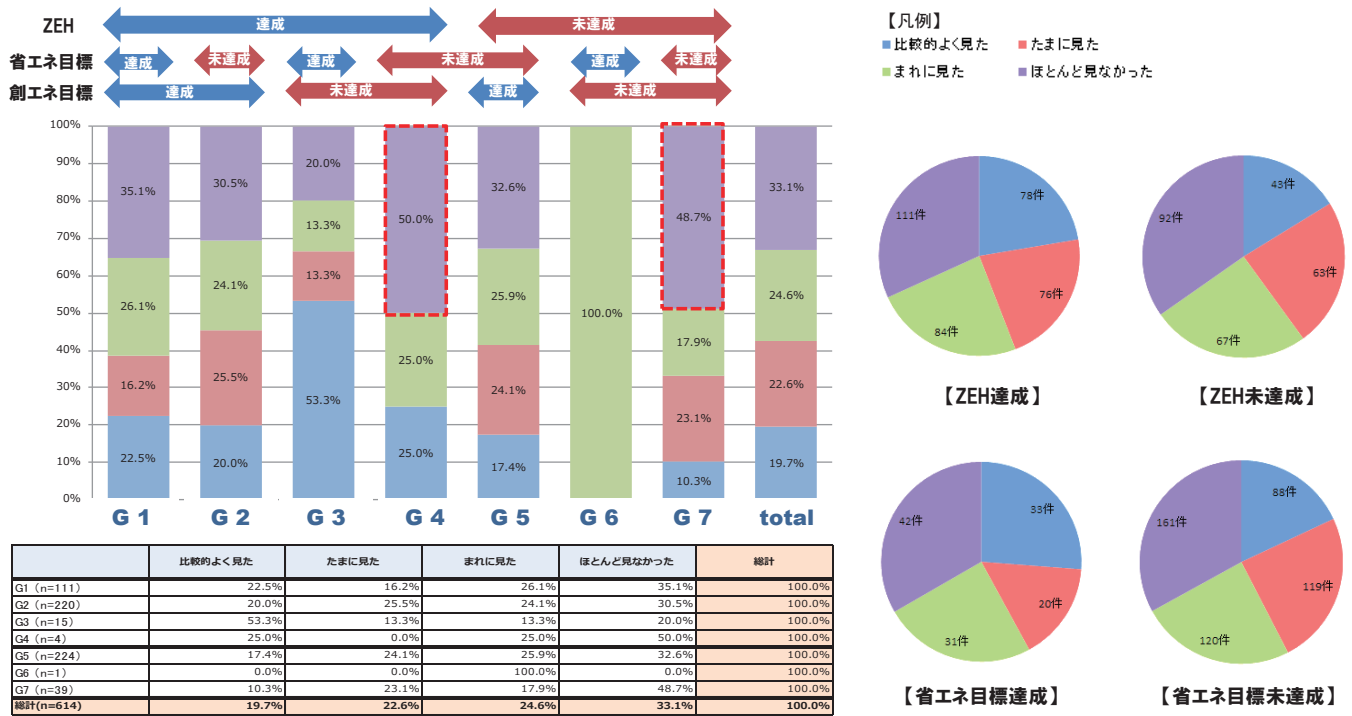 ZEH
達成
未達成
省エネ目標
達成
未達成
達成
未達成
達成
未達成
創エネ目標
達成
未達成
達成
未達成
【凡例】
比較的よく見た
たまに見た
まれに見た
ほとんど見なかった
100%
90%
80%
70%
60%
50%
40%
30%
20%
10%
0%
35.1%
26.1%
16.2%
22.5%
30.5%
24.1%
25.5%
20.0%
20.0%
13.3%
13.3%
53.3%
50.0%
25.0%
25.0%
32.6%
25.9%
24.1%
17.4%
100.0%
48.7%
17.9%
23.1%
10.3%
33.1%
24.6%
22.6%
19.7%
G 1 G 2 G 3 G 4 G 5 G 6 G 7 total
比較的よく見た たまに見た まれに見た ほとんど見なかった 総計
G1（n=111） 22.5% 16.2% 26.1% 35.1% 100.0%
G2（n=220） 20.0% 25.5% 24.1% 30.5% 100.0%
G3（n=15） 53.3% 13.3% 13.3% 20.0% 100.0%
G4（n=4） 25.0% 0.0% 25.0% 50.0% 100.0%
G5（n=224） 17.4% 24.1% 25.9% 32.6% 100.0%
G6（n=1） 0.0% 0.0% 100.0% 0.0% 100.0%
G7（n=39） 10.3% 23.1% 17.9% 48.7% 100.0%
総計(n=614) 19.7% 22.6% 24.6% 33.1% 100.0%
78件
76件
84件
111件
【ZEH達成】
43件
63件
67件
92件
【ZEH未達成】
33件
20件
31件
42件
【省エネ目標達成】
88件
119件
120件
161件
【省エネ目標未達成】